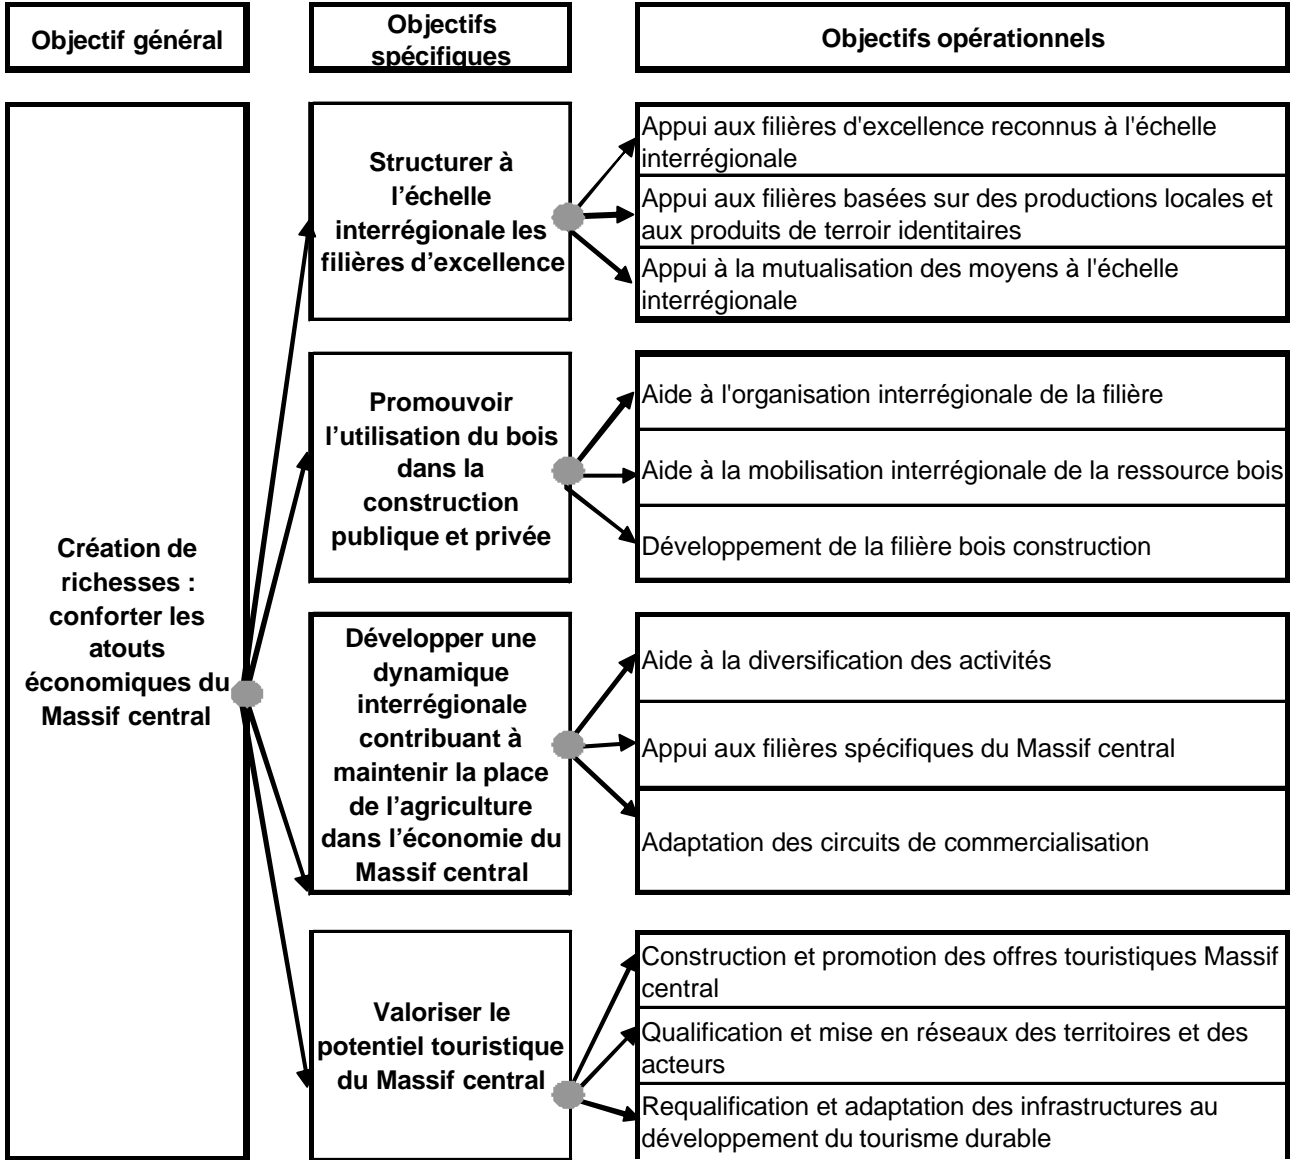 Objectif général
Objectifs
spécifiques
Objectifs opérationnels
Création de
richesses :
conforter les
atouts
économiques du
Massif central
Structurer à
l’échelle
interrégionale les
filières d’excellence
Appui aux filières d'excellence reconnus à l'échelle
interrégionale
Appui aux filières basées sur des productions locales et
aux produits de terroir identitaires
Appui à la mutualisation des moyens à l'échelle
interrégionale
Promouvoir
l’utilisation du bois
dans la
construction
publique et privée
Aide à l'organisation interrégionale de la filière
Aide à la mobilisation interrégionale de la ressource bois
Développement de la filière bois construction
Développer une
dynamique
interrégionale
contribuant à
maintenir la place
de l’agriculture
dans l’économie du
Massif central
Aide à la diversification des activités
Appui aux filières spécifiques du Massif central
Adaptation des circuits de commercialisation
Valoriser le
potentiel touristique
du Massif central
Construction et promotion des offres touristiques Massif
central
Qualification et mise en réseaux des territoires et des
acteurs
Requalification et adaptation des infrastructures au
développement du tourisme durable